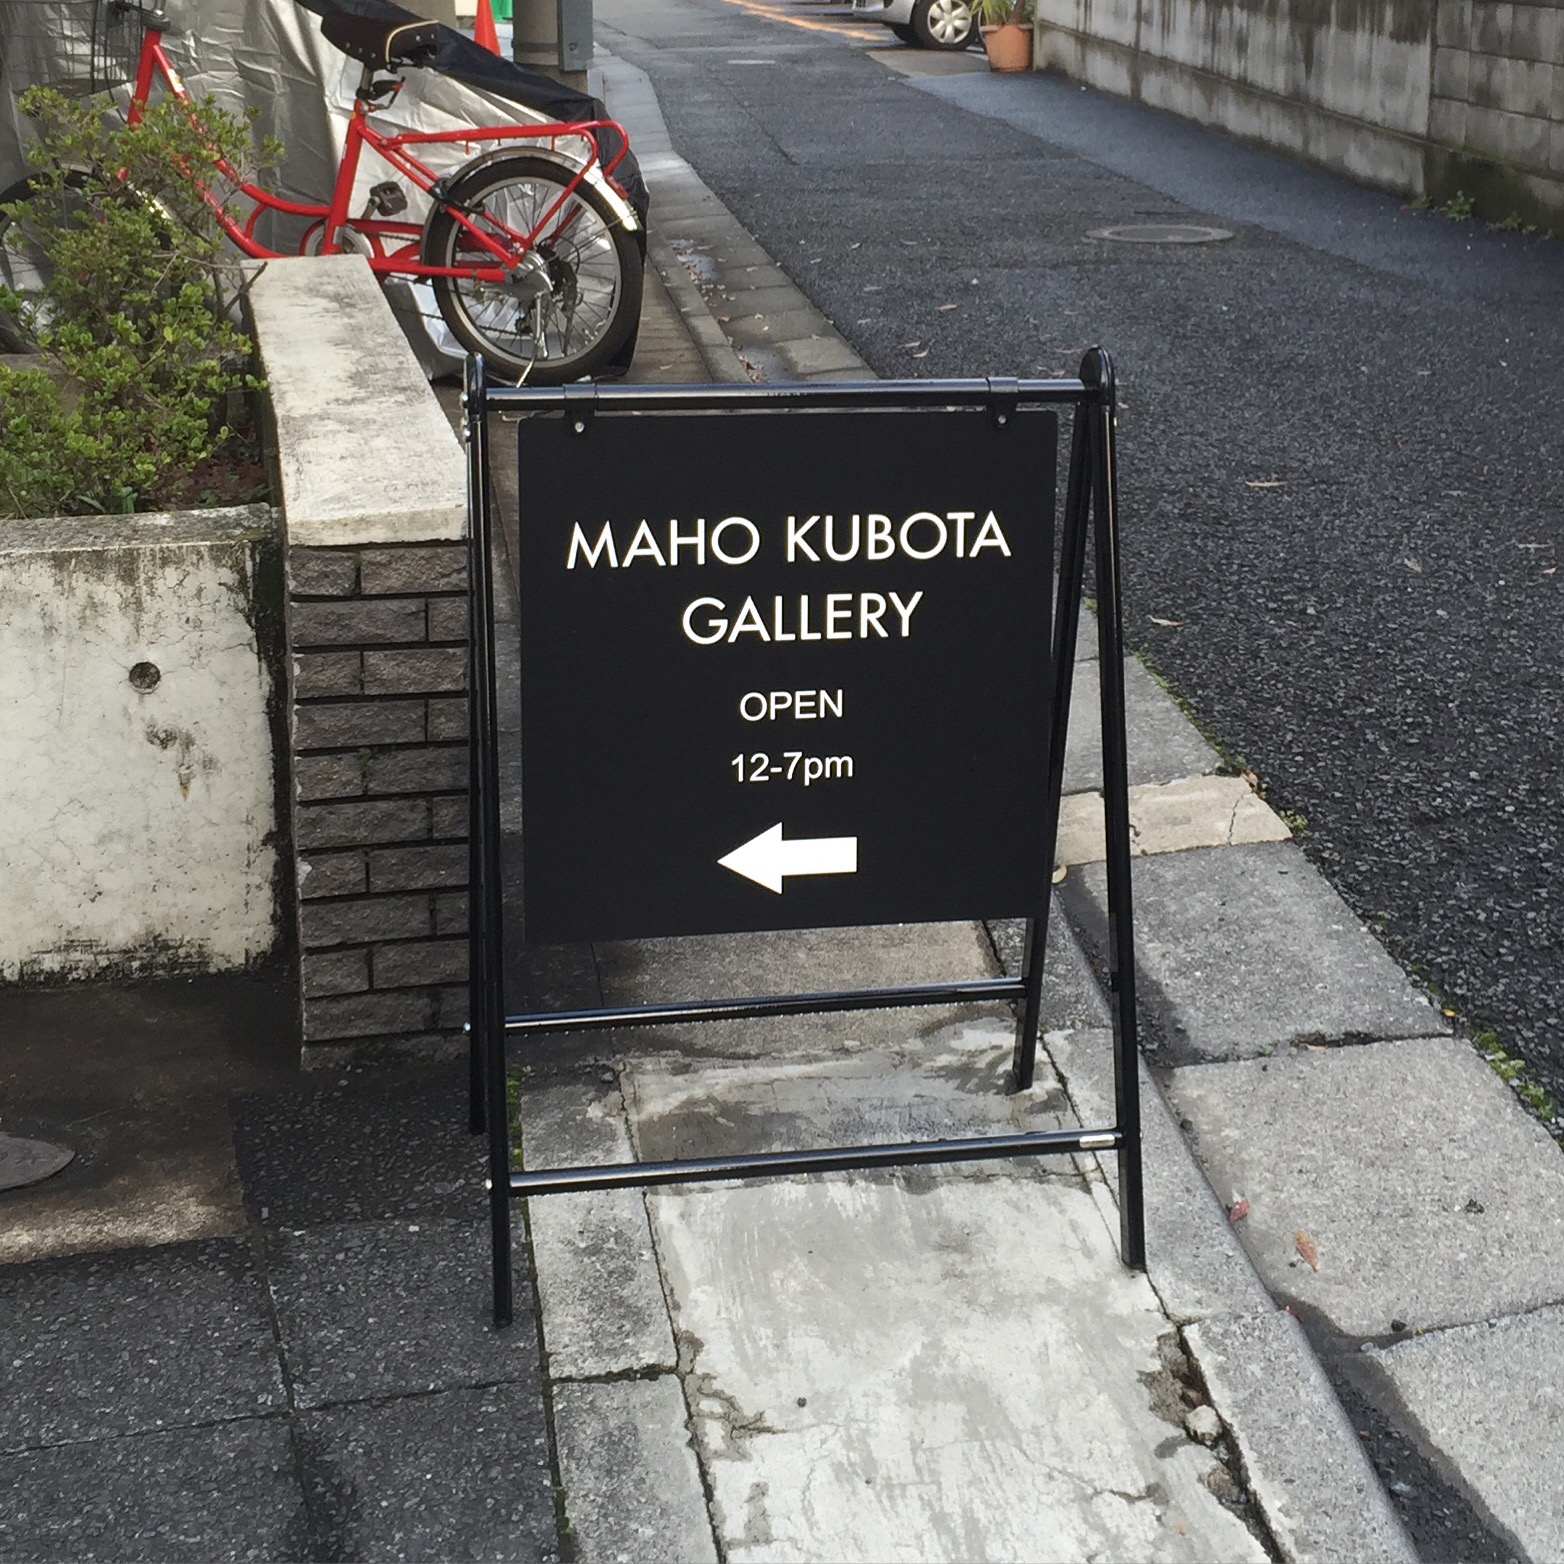 MAHO KUBOTA
GALLERY
OPEN
12-7pm